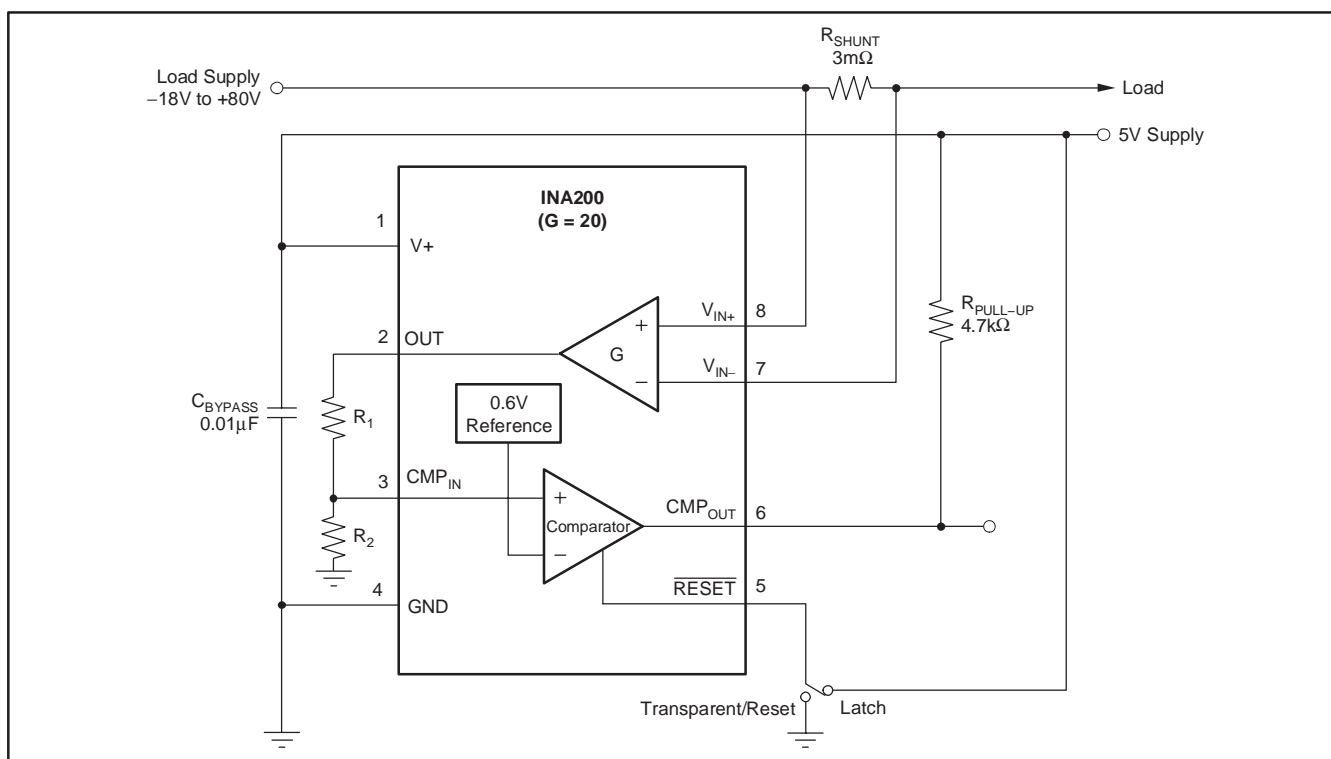 R_SHUNT
3mΩ
Load Supply
−18V to +80V
Load
5V Supply
INA200
(G = 20)
1
V+
V_IN+
8
2
OUT
G
+
−
V_IN−
7
R_PULL−UP
4.7kΩ
C_BYPASS
0.01μF
R_1
0.6V
Reference
3
CMP_IN
+
Comparator
−
CMP_OUT
6
R_2
RESET
5
4
GND
Transparent/Reset
Latch